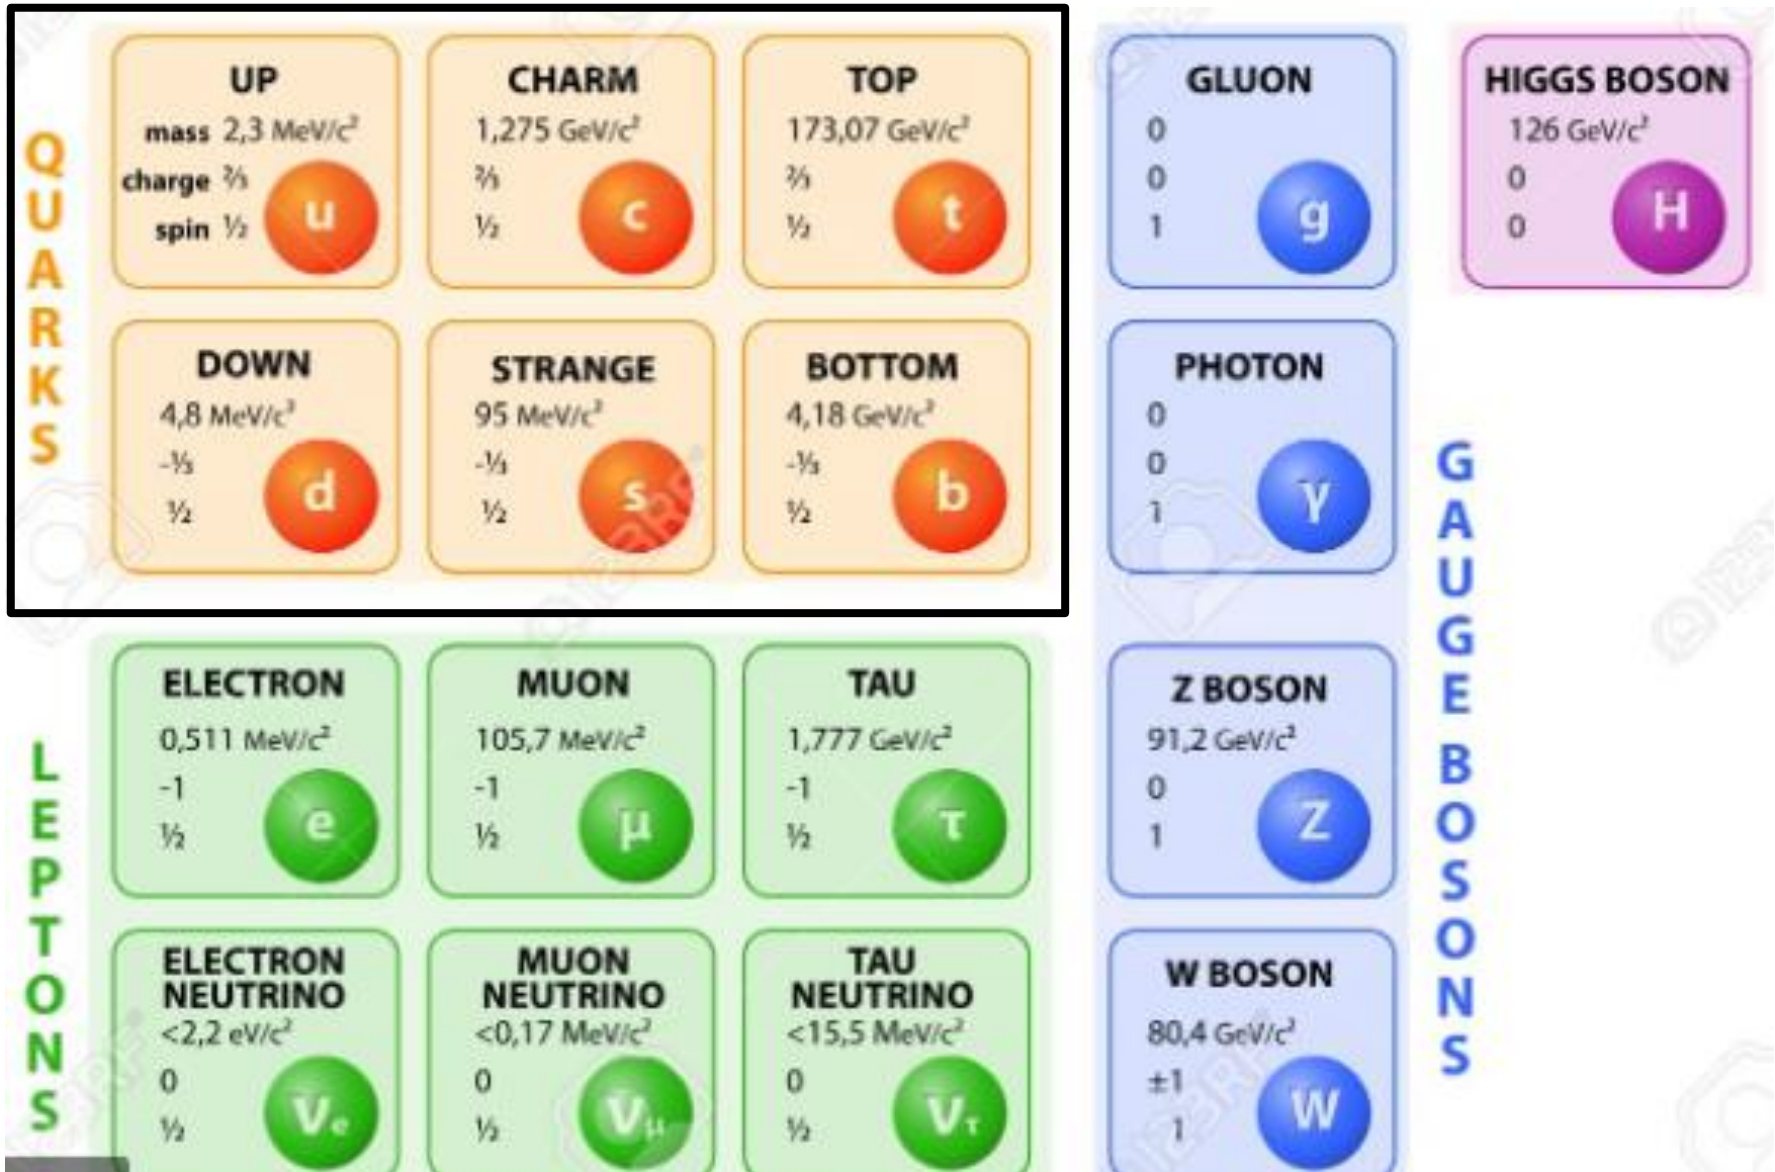 QUARKS
UP
mass 2,3 MeV/c²
charge ⅔
spin ½
u
CHARM
1,275 GeV/c²
⅔
½
c
TOP
173,07 GeV/c²
⅔
½
t
DOWN
4,8 MeV/c²
-⅓
½
d
STRANGE
95 MeV/c²
-⅓
½
s
BOTTOM
4,18 GeV/c²
-⅓
½
b
LEPTONS
ELECTRON
0,511 MeV/c²
-1
½
e
MUON
105,7 MeV/c²
-1
½
μ
TAU
1,777 GeV/c²
-1
½
τ
ELECTRON
NEUTRINO
<2,2 eV/c²
0
½
νe
MUON
NEUTRINO
<0,17 MeV/c²
0
½
νμ
TAU
NEUTRINO
<15,5 MeV/c²
0
½
ντ
GLUON
0
0
1
g
PHOTON
0
0
1
γ
Z BOSON
91,2 GeV/c²
0
1
Z
W BOSON
80,4 GeV/c²
±1
1
W
GAUGE BOSONS
HIGGS BOSON
126 GeV/c²
0
0
H
123RF